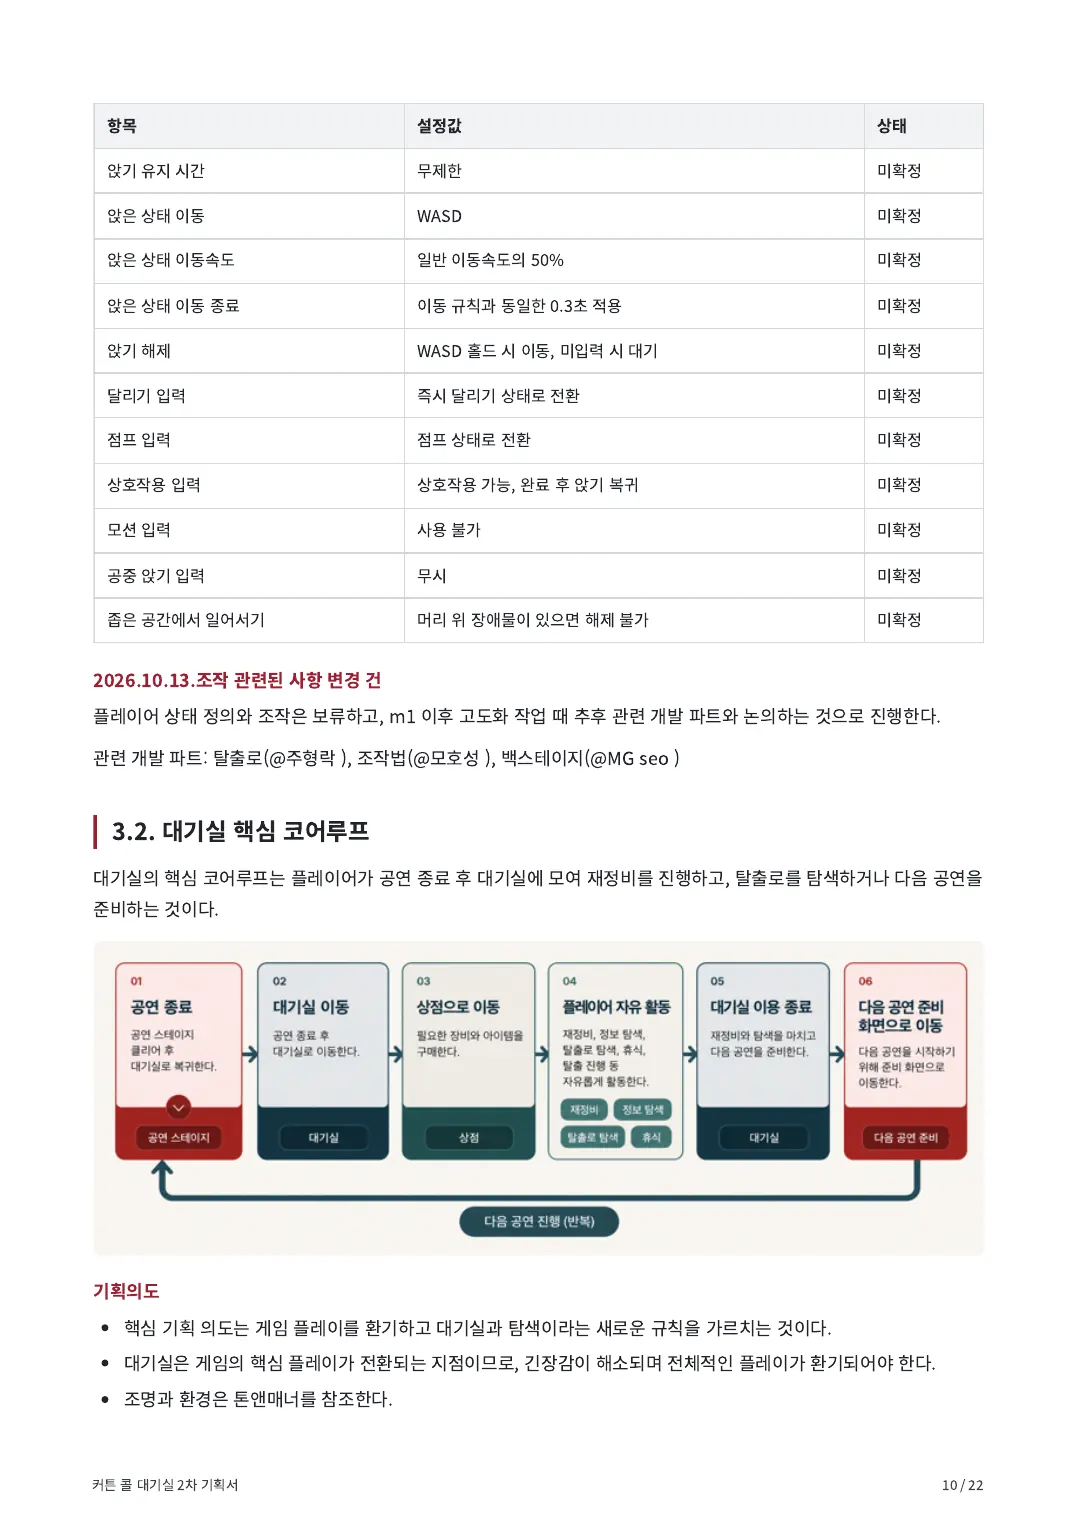 항목 설정값 상태
앉기 유지 시간 무제한 미확정
앉은 상태 이동 WASD 미확정
앉은 상태 이동속도 일반 이동속도의 50% 미확정
앉은 상태 이동 종료 이동 규칙과 동일한 0.3초 적용 미확정
앉기 해제 WASD 홀드 시 이동, 미입력 시 대기 미확정
달리기 입력 즉시 달리기 상태로 전환 미확정
점프 입력 점프 상태로 전환 미확정
상호작용 입력 상호작용 가능, 완료 후 앉기 복귀 미확정
모션 입력 사용 불가 미확정
공중 앉기 입력 무시 미확정
좁은 공간에서 일어서기 머리 위 장애물이 있으면 해제 불가 미확정
2026.10.13.조작 관련된 사항 변경 건
플레이어 상태 정의와 조작은 보류하고, m1 이후 고도화 작업 때 추후 관련 개발 파트와 논의하는 것으로 진행한다.
관련 개발 파트: 탈출로(@주형락 ), 조작법(@모호성 ), 백스테이지(@MG seo )
3.2. 대기실 핵심 코어루프
대기실의 핵심 코어루프는 플레이어가 공연 종료 후 대기실에 모여 재정비를 진행하고, 탈출로를 탐색하거나 다음 공연을
준비하는 것이다.
01
공연 종료
공연 스테이지
클리어 후
대기실로 복귀한다.
공연 스테이지
02
대기실 이동
공연 종료 후
대기실로 이동한다.
대기실
03
상점으로 이동
필요한 장비와 아이템을
구매한다.
상점
04
플레이어 자유 활동
재정비, 정보 탐색,
탈출로 탐색, 휴식,
탈출 진행 등
자유롭게 활동한다.
재정비 정보 탐색
탈출로 탐색 휴식
05
대기실 이용 종료
재정비와 탐색을 마치고
다음 공연을 준비한다.
대기실
06
다음 공연 준비
화면으로 이동
다음 공연을 시작하기
위해 준비 화면으로
이동한다.
다음 공연 준비
다음 공연 진행 (반복)
기획의도
• 핵심 기획 의도는 게임 플레이를 환기하고 대기실과 탐색이라는 새로운 규칙을 가르치는 것이다.
• 대기실은 게임의 핵심 플레이가 전환되는 지점이므로, 긴장감이 해소되며 전체적인 플레이가 환기되어야 한다.
• 조명과 환경은 톤앤매너를 참조한다.
커튼 콜 대기실 2차 기획서 10 / 22